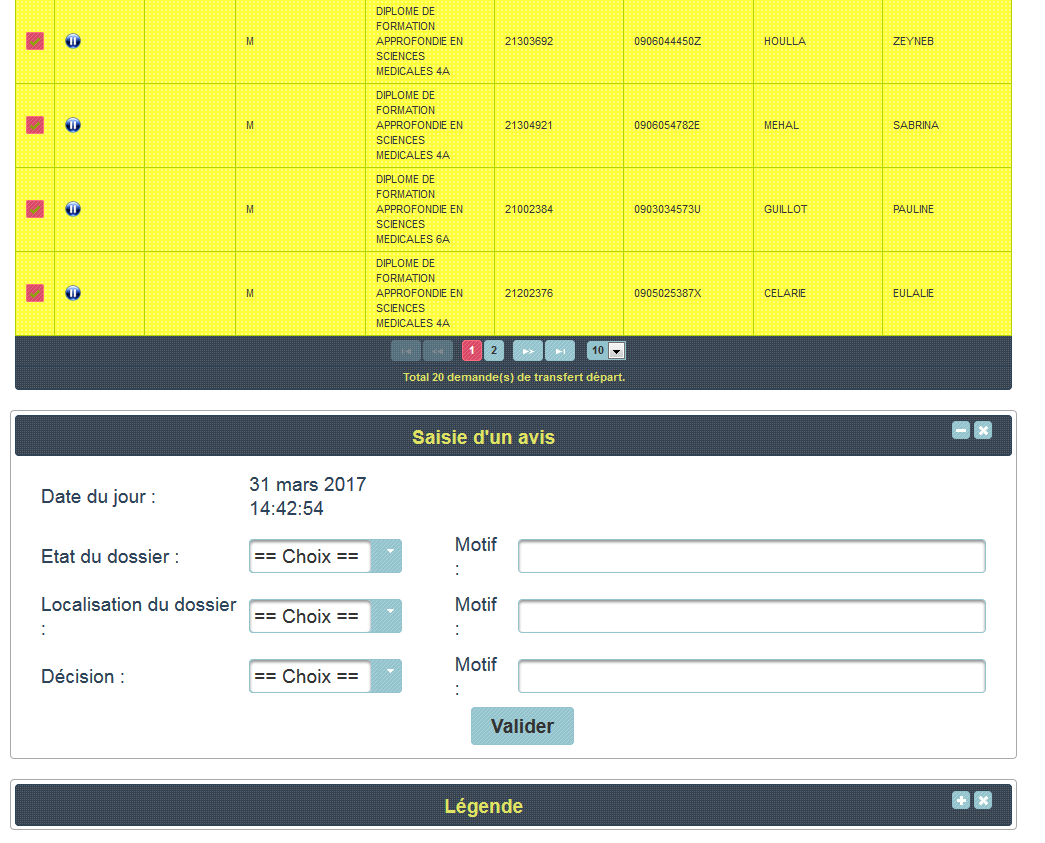 DIPLOME DE
FORMATION
M APPROFONDIE EN 21303692 0906044450Z HOULLA ZEYNEB
SCIENCES
MEDICALES 4A
DIPLOME DE
FORMATION
M APPROFONDIE EN 21304921 0906054782E MEHAL SABRINA
SCIENCES
MEDICALES 4A
DIPLOME DE
FORMATION
M APPROFONDIE EN 21002384 0903034573U GUILLOT PAULINE
SCIENCES
MEDICALES 6A
DIPLOME DE
FORMATION
M APPROFONDIE EN 21202376 0905025387X CELARIE EULALIE
SCIENCES
MEDICALES 4A
1 2 10
Total 20 demande(s) de transfert départ.
Saisie d'un avis
Date du jour : 31 mars 2017
14:42:54
Etat du dossier : == Choix == Motif
:
Localisation du dossier == Choix == Motif
: :
Décision : == Choix == Motif
:
Valider
Légende